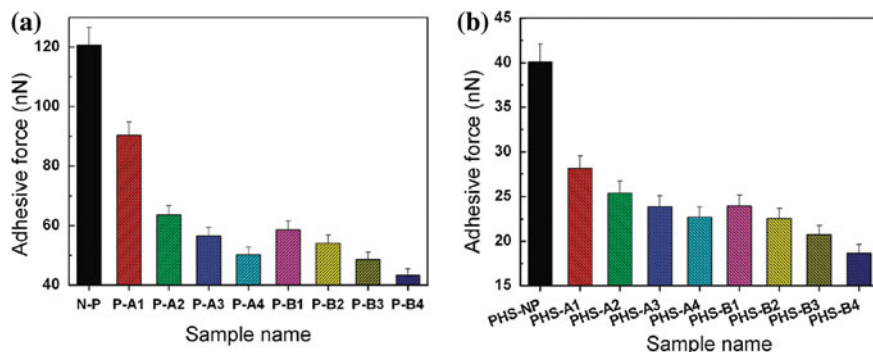 (a)
Adhesive force (nN)
120
100
80
60
40
N-P P-A1 P-A2 P-A3 P-A4 P-B1 P-B2 P-B3 P-B4
Sample name
(b)
Adhesive force (nN)
45
40
35
30
25
20
15
PHS-NP PHS-A1 PHS-A2 PHS-A3 PHS-A4 PHS-B1 PHS-B2 PHS-B3 PHS-B4
Sample name